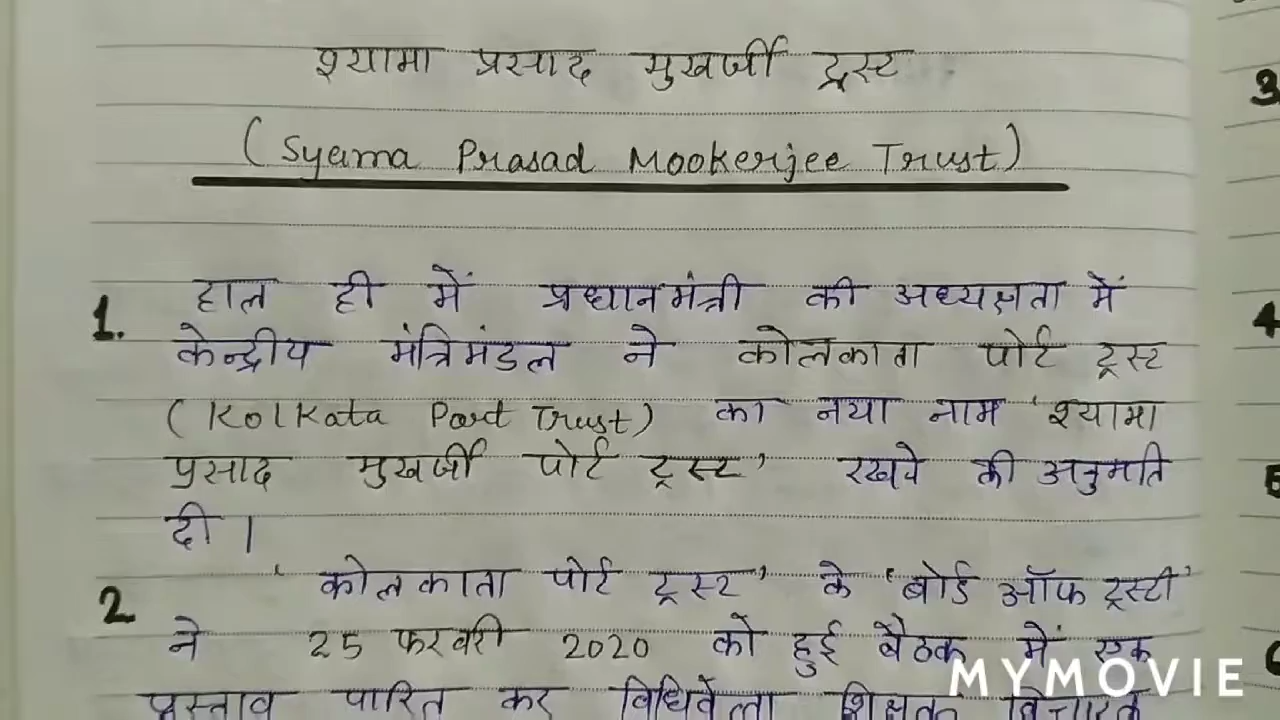 श्यामा प्रसाद मुखर्जी ट्रस्ट
(Syama Prasad Mookerjee Trust)
1. हाल ही में प्रधानमंत्री की अध्यक्षता में
केन्द्रीय मंत्रिमंडल ने कोलकाता पोर्ट ट्रस्ट
(Kolkata Port Trust) का नया नाम 'श्यामा
प्रसाद मुखर्जी पोर्ट ट्रस्ट' रखने की अनुमति
दी।
2 'कोलकाता पोर्ट ट्रस्ट' के 'बोर्ड ऑफ ट्रस्टी'
ने 25 फरवरी 2020 को हुई बैठक में एक
प्रस्ताव पारित कर विधिवेत्ता शिक्षक विचारक
3
4
MYMOVIE